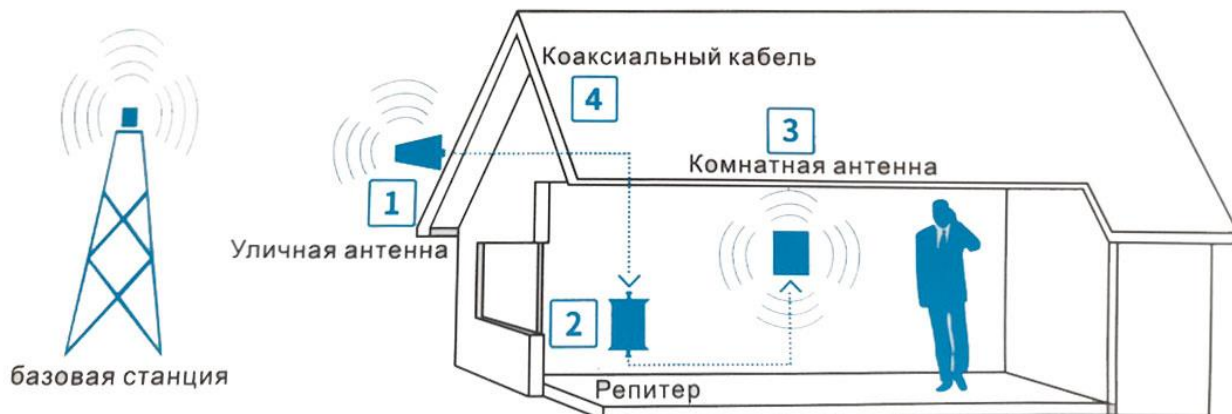 Коаксиальный кабель
4
3
Комнатная антенна
1
Уличная антенна
2
Репитер
базовая станция